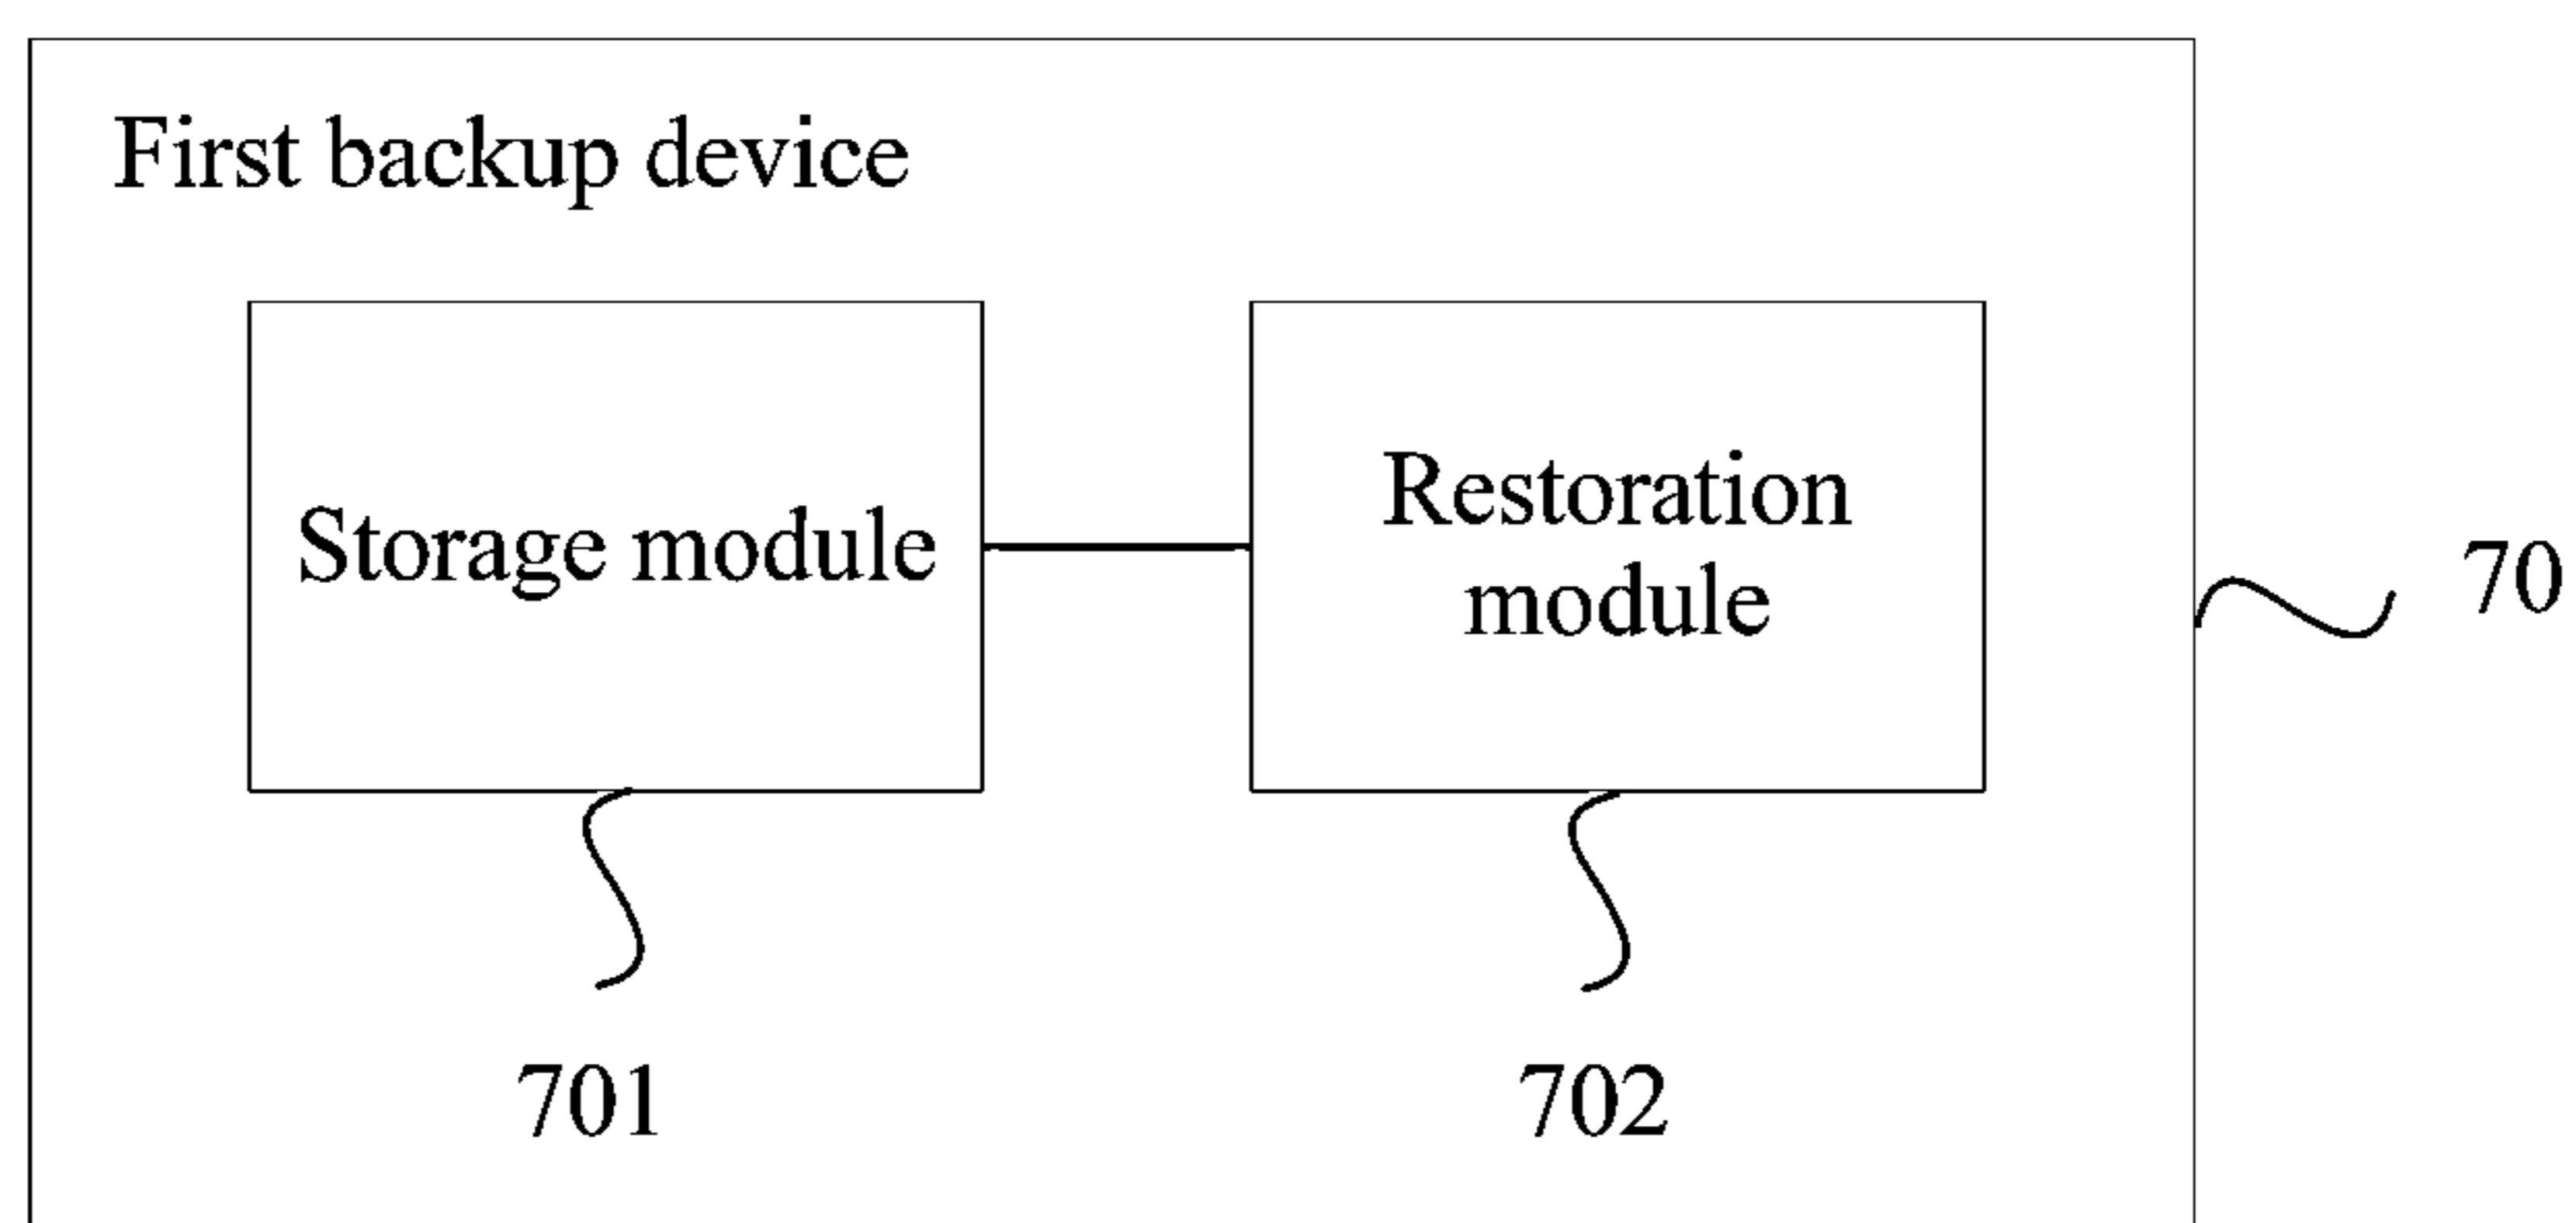 First backup device
Storage module
Restoration
module
70
701
702